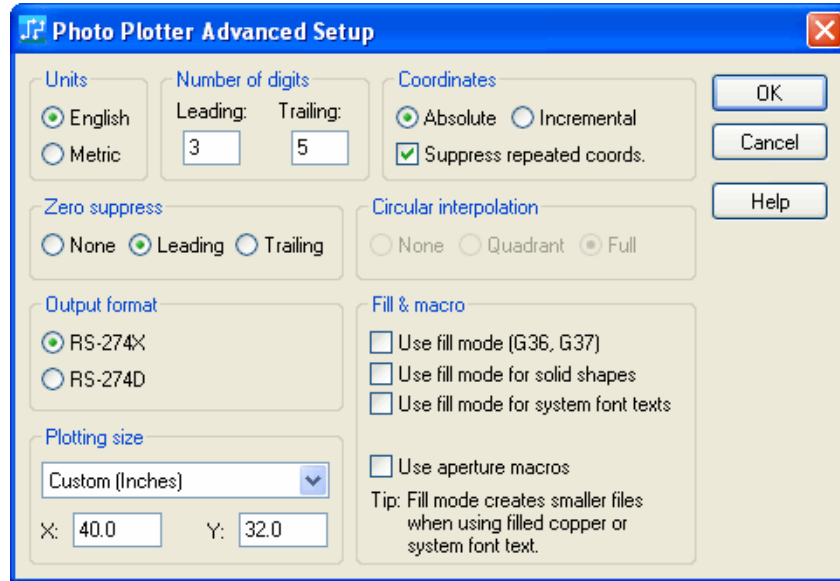 Photo Plotter Advanced Setup
Units
English
Metric
Number of digits
Leading: Trailing:
3 5
Coordinates
Absolute Incremental
Suppress repeated coords.
OK
Cancel
Help
Zero suppress
None Leading Trailing
Circular interpolation
None Quadrant Full
Output format
RS-274X
RS-274D
Fill & macro
Use fill mode (G36, G37)
Use fill mode for solid shapes
Use fill mode for system font texts
Use aperture macros
Tip: Fill mode creates smaller files
when using filled copper or
system font text.
Plotting size
Custom (Inches)
X: 40.0 Y: 32.0